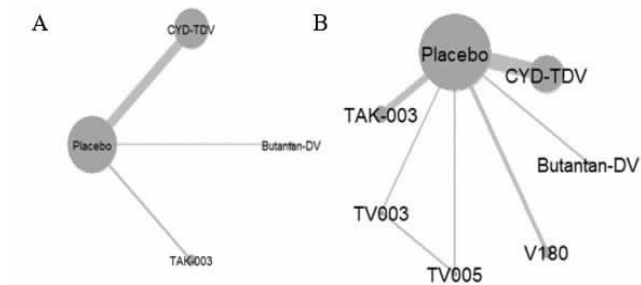 A
CYD-TDV
Placebo
Butantan-DV
TAK-003
B
Placebo
CYD-TDV
TAK-003
Butantan-DV
TV003
V180
TV005